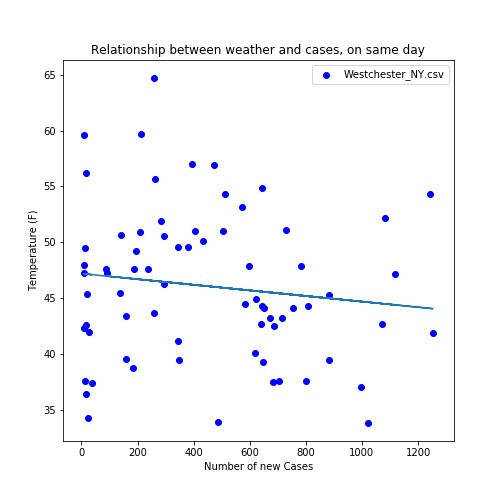 Relationship between weather and cases, on same day
Westchester_NY.csv
Temperature (F)
65
60
55
50
45
40
35
0 200 400 600 800 1000 1200
Number of new Cases